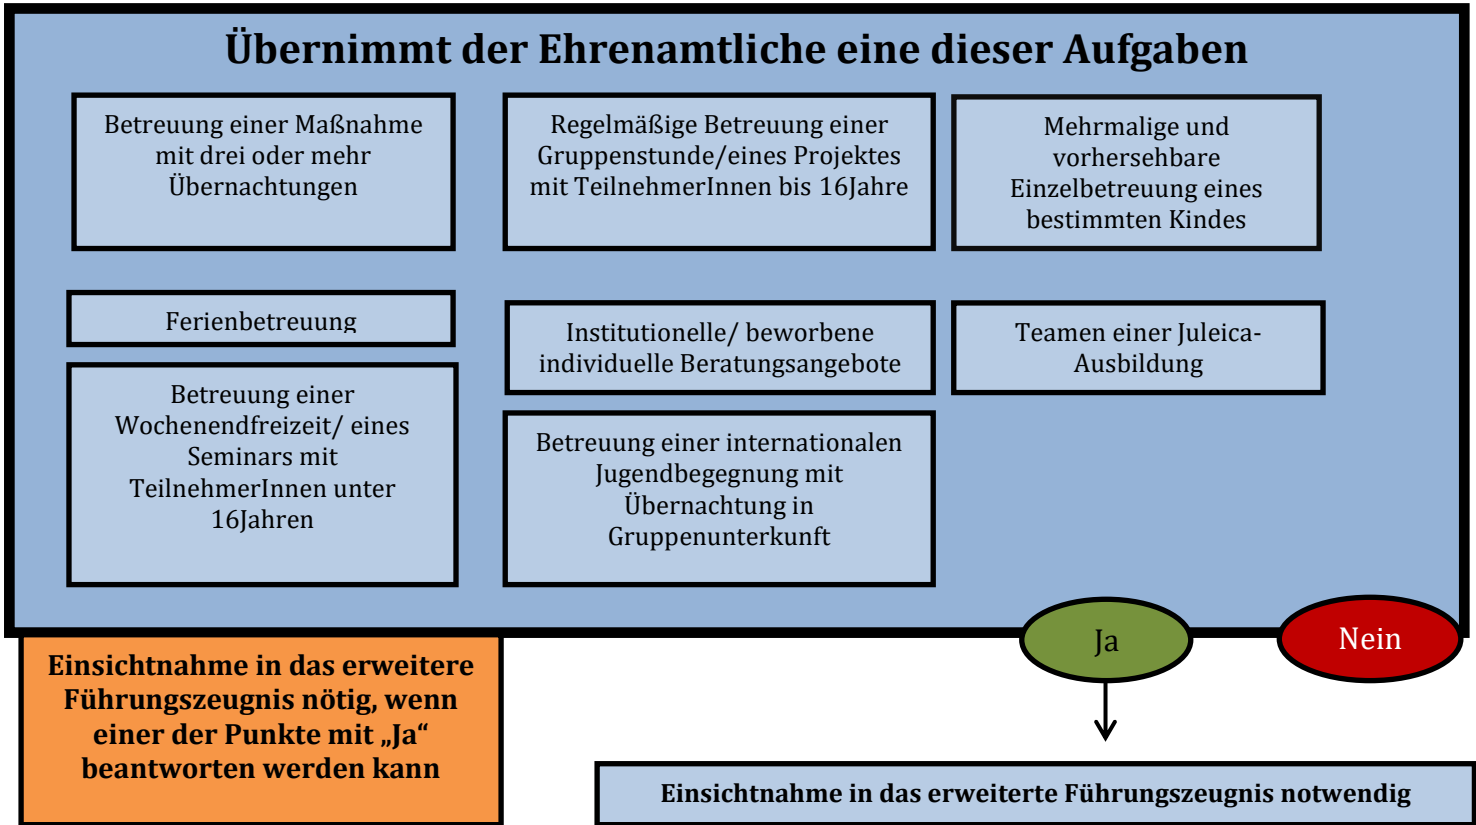 Übernimmt der Ehrenamtliche eine dieser Aufgaben
Betreuung einer Maßnahme
mit drei oder mehr
Übernachtungen
Regelmäßige Betreuung einer
Gruppenstunde/eines Projektes
mit TeilnehmerInnen bis 16Jahre
Mehrmalige und
vorhersehbare
Einzelbetreuung eines
bestimmten Kindes
Ferienbetreuung
Institutionelle/ beworbene
individuelle Beratungsangebote
Teamen einer Juleica-
Ausbildung
Betreuung einer
Wochenendfreizeit/ eines
Seminars mit
TeilnehmerInnen unter
16Jahren
Betreuung einer internationalen
Jugendbegegnung mit
Übernachtung in
Gruppenunterkunft
Ja
Nein
Einsichtnahme in das erweitere
Führungszeugnis nötig, wenn
einer der Punkte mit „Ja“
beantworten werden kann
Einsichtnahme in das erweiterte Führungszeugnis notwendig